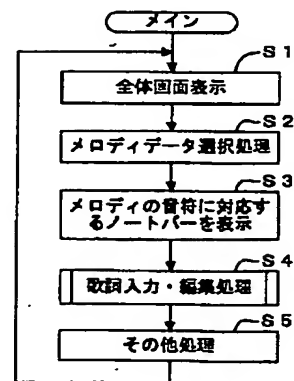 メイン
S1
全体画面表示
S2
メロディデータ選択処理
S3
メロディの音符に対応す
るノートバーを表示
S4
歌詞入力・編集処理
S5
その他処理